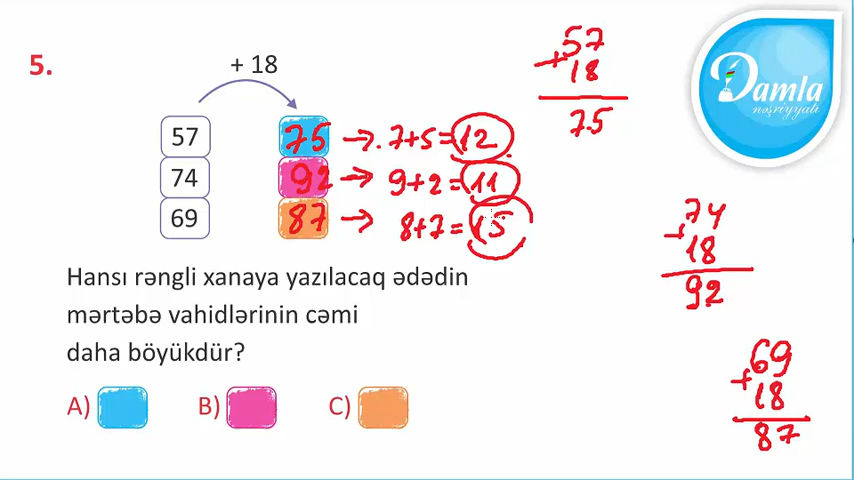 5.
+ 18
57 75 → 7+5=12
74 92 → 9+2=11
69 87 → 8+7=15
Hansı rəngli xanaya yazılacaq ədədin
mərtəbə vahidlərinin cəmi
daha böyükdür?
A) B) C)
57
+18
75
Damla
nəşriyyatı
74
+18
92
69
+18
87